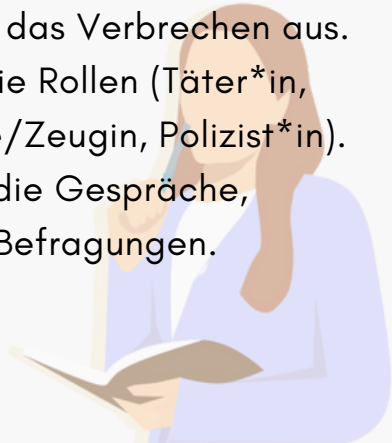 das Verbrechen aus.
ie Rollen (Täter*in,
/Zeugin, Polizist*in).
die Gespräche,
Befragungen.